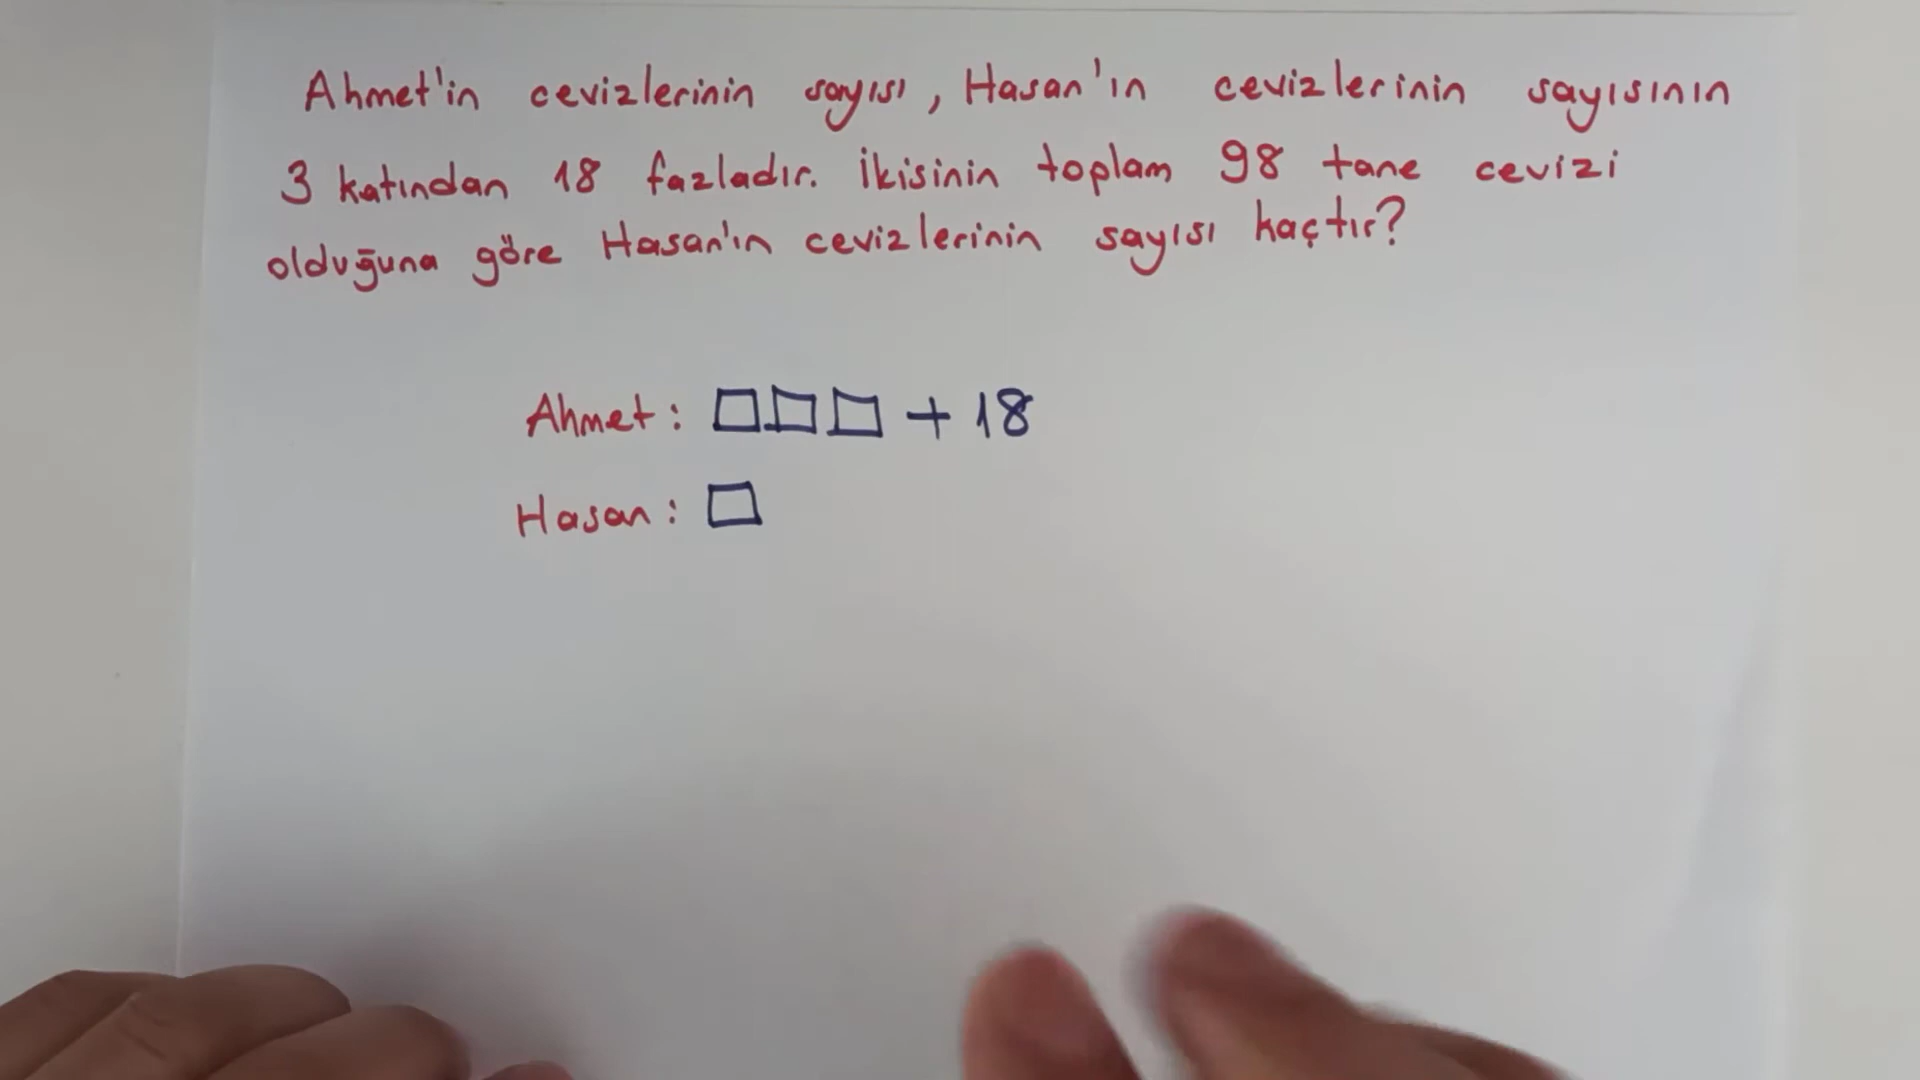 Ahmet'in cevizlerinin sayısı, Hasan'ın cevizlerinin sayısının
3 katından 18 fazladır. İkisinin toplam 98 tane cevizi
olduğuna göre Hasan'ın cevizlerinin sayısı kaçtır?
Ahmet: □□□ + 18
Hasan: □